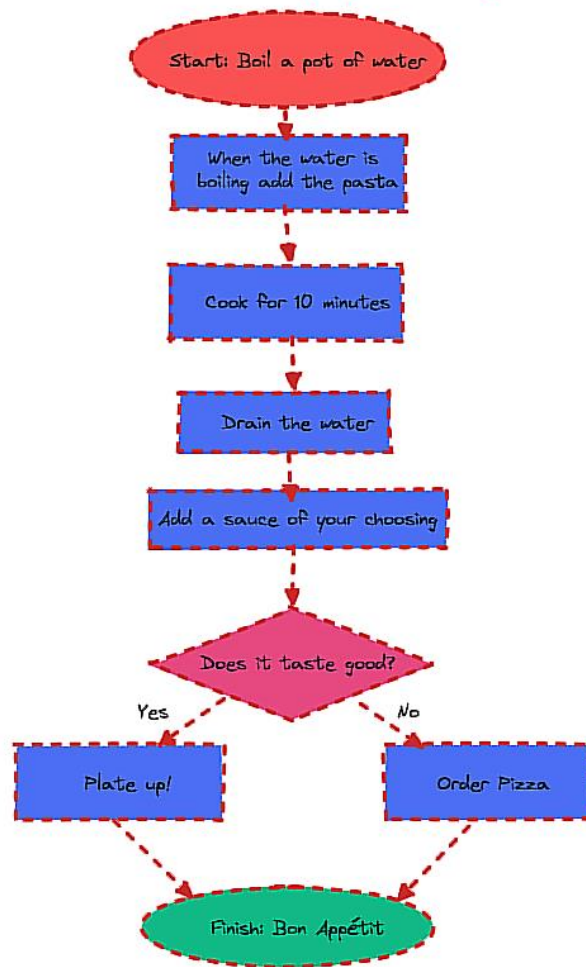 Start: Boil a pot of water
When the water is
boiling add the pasta
Cook for 10 minutes
Drain the water
Add a sauce of your choosing
Does it taste good?
Yes
No
Plate up!
Order Pizza
Finish: Bon Appétit